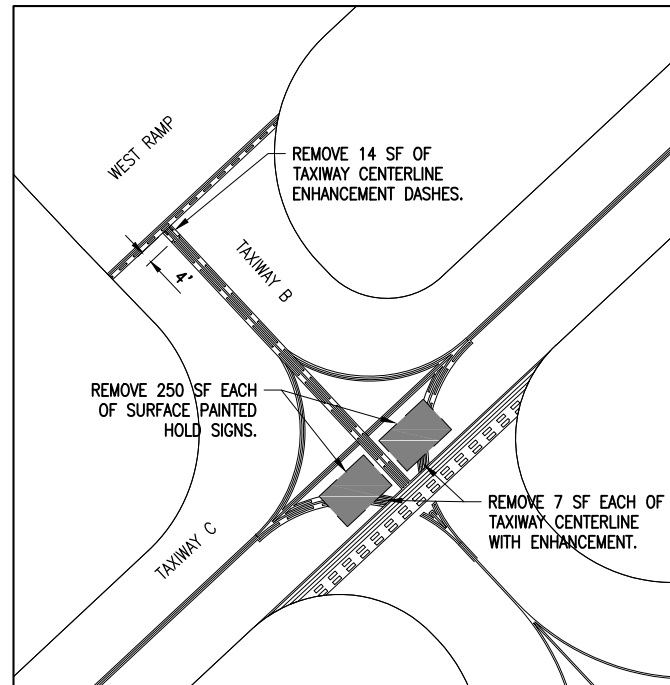 WEST RAMP
REMOVE 14 SF OF
TAXIWAY CENTERLINE
ENHANCEMENT DASHES.
TAXIWAY B
4'
REMOVE 250 SF EACH
OF SURFACE PAINTED
HOLD SIGNS.
REMOVE 7 SF EACH OF
TAXIWAY CENTERLINE
WITH ENHANCEMENT.
TAXIWAY C